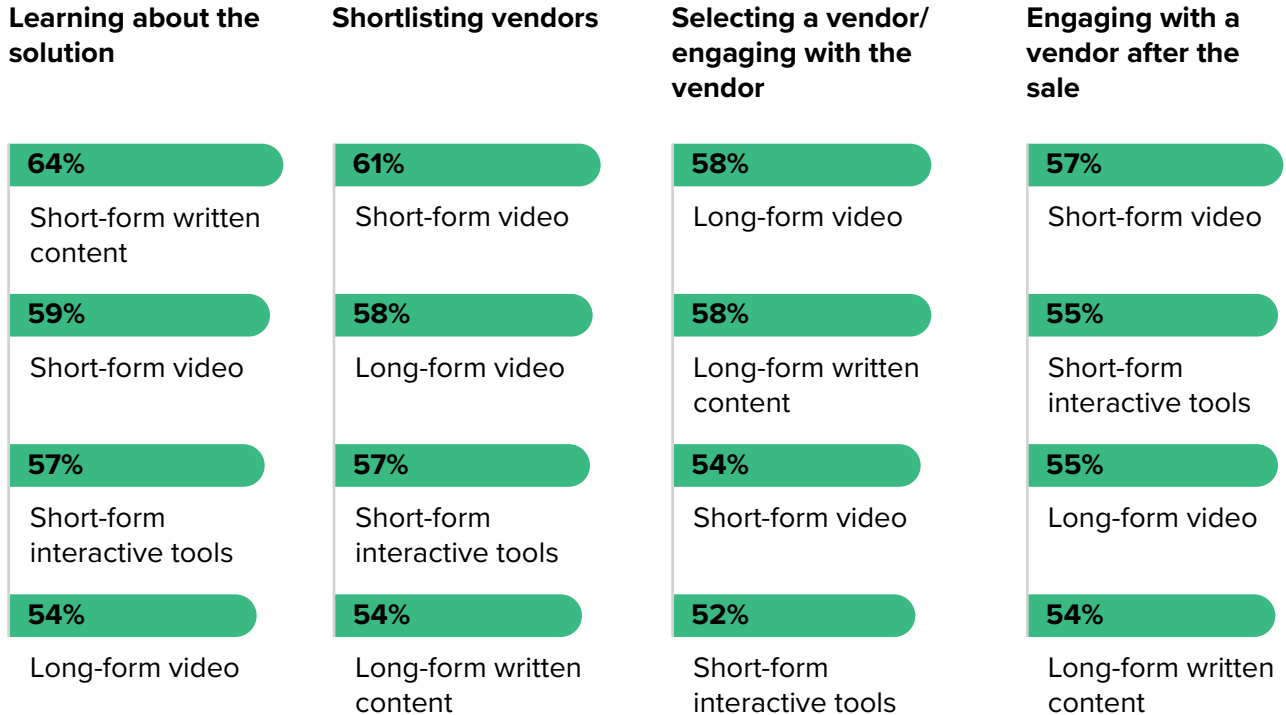 Learning about the
solution
64%
Short-form written
content
59%
Short-form video
57%
Short-form
interactive tools
54%
Long-form video
Shortlisting vendors
61%
Short-form video
58%
Long-form video
57%
Short-form
interactive tools
54%
Long-form written
content
Selecting a vendor/
engaging with the
vendor
58%
Long-form video
58%
Long-form written
content
54%
Short-form video
52%
Short-form
interactive tools
Engaging with a
vendor after the
sale
57%
Short-form video
55%
Short-form
interactive tools
55%
Long-form video
54%
Long-form written
content